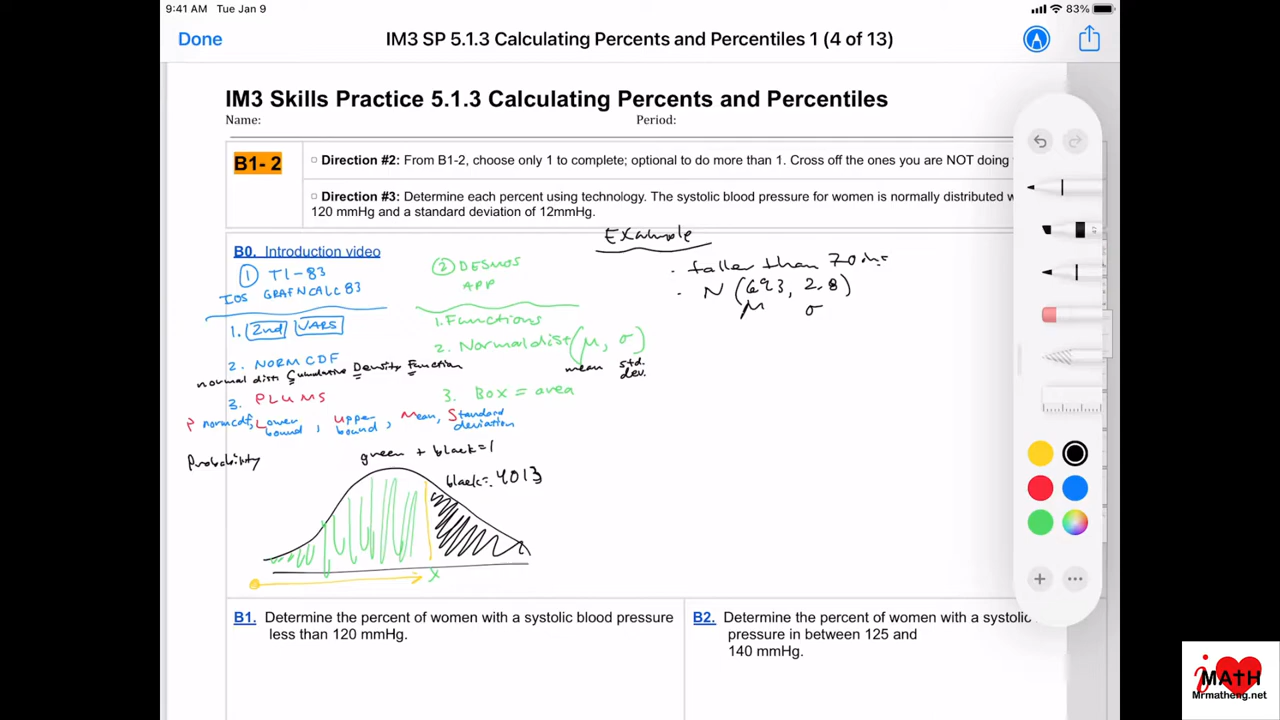 9:41 AM Tue Jan 9
83%
Done
IM3 SP 5.1.3 Calculating Percents and Percentiles 1 (4 of 13)
IM3 Skills Practice 5.1.3 Calculating Percents and Percentiles
Name:
Period:
B1- 2
Direction #2: From B1-2, choose only 1 to complete; optional to do more than 1. Cross off the ones you are NOT doing
Direction #3: Determine each percent using technology. The systolic blood pressure for women is normally distributed w
120 mmHg and a standard deviation of 12mmHg.
Example
B0. Introduction video
1 TI-83
IOS GRAFNCALC83
2 DESMOS
APP
. taller than 70in
. N (693, 2.8)
μ σ
1. 2nd VARS
1. Functions
2. Normaldist(μ, σ)
mean std. dev.
2. NORMCDF
normal dist. Cumulative Density Function
3. Box = area
3. PLUMS
P normcdf, Lower bound, Upper bound, Mean, Standard deviation
Probability
green + black=1
black=.4013
x
B1. Determine the percent of women with a systolic blood pressure
less than 120 mmHg.
B2. Determine the percent of women with a systolic
pressure in between 125 and
140 mmHg.
i MATH
Mrmatheng.net